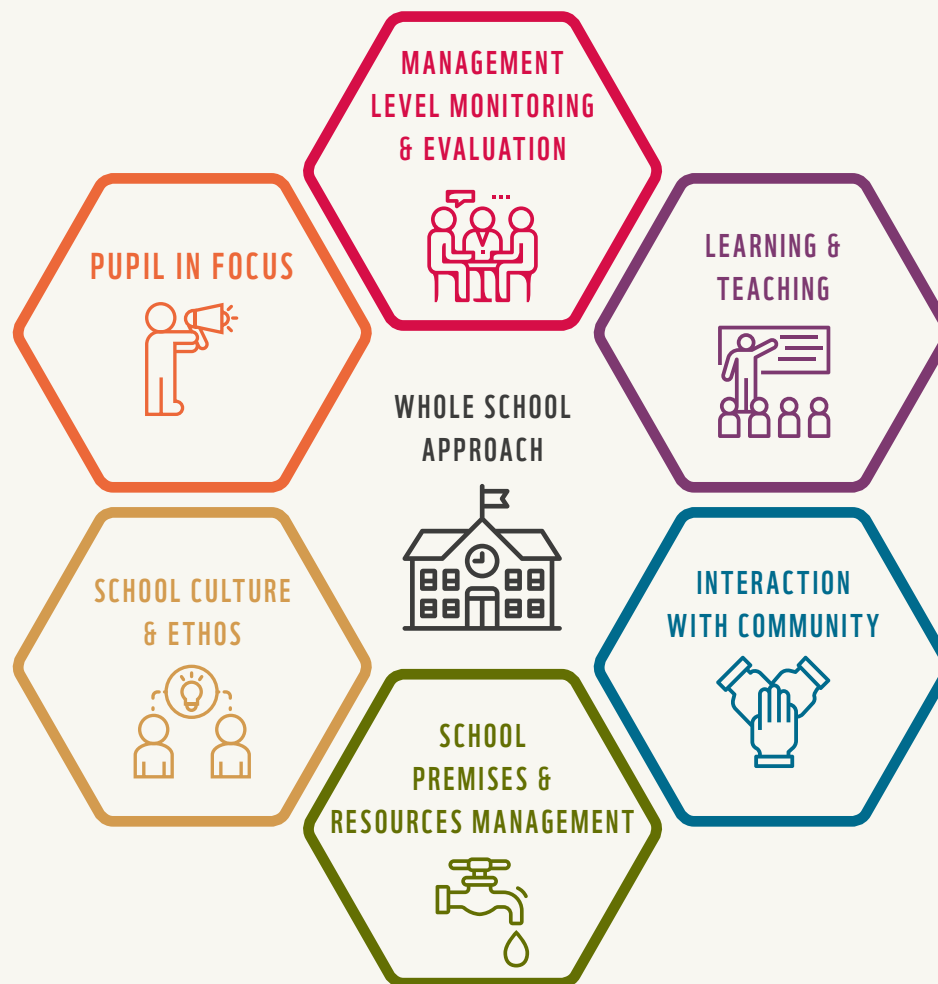 MANAGEMENT
LEVEL MONITORING
& EVALUATION
PUPIL IN FOCUS
LEARNING &
TEACHING
WHOLE SCHOOL
APPROACH
SCHOOL CULTURE
& ETHOS
INTERACTION
WITH COMMUNITY
SCHOOL
PREMISES &
RESOURCES MANAGEMENT